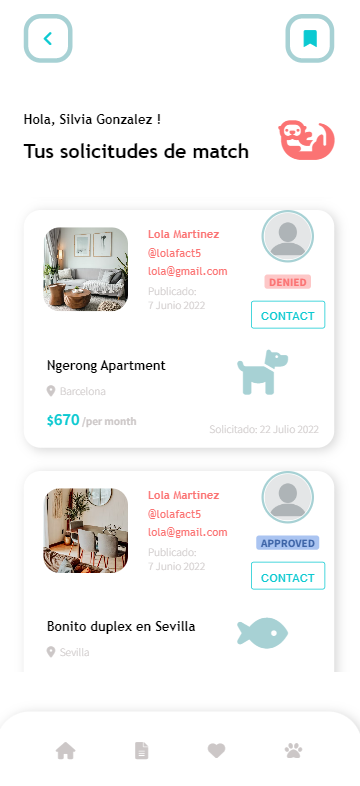 Hola, Silvia Gonzalez !
Tus solicitudes de match
Lola Martinez
@lolafact5
lola@gmail.com
Publicado:
7 Junio 2022
DENIED
CONTACT
Ngerong Apartment
Barcelona
$670 /per month
Solicitado: 22 Julio 2022
Lola Martinez
@lolafact5
lola@gmail.com
Publicado:
7 Junio 2022
APPROVED
CONTACT
Bonito duplex en Sevilla
Sevilla